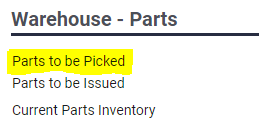 Warehouse - Parts
Parts to be Picked
Parts to be Issued
Current Parts Inventory